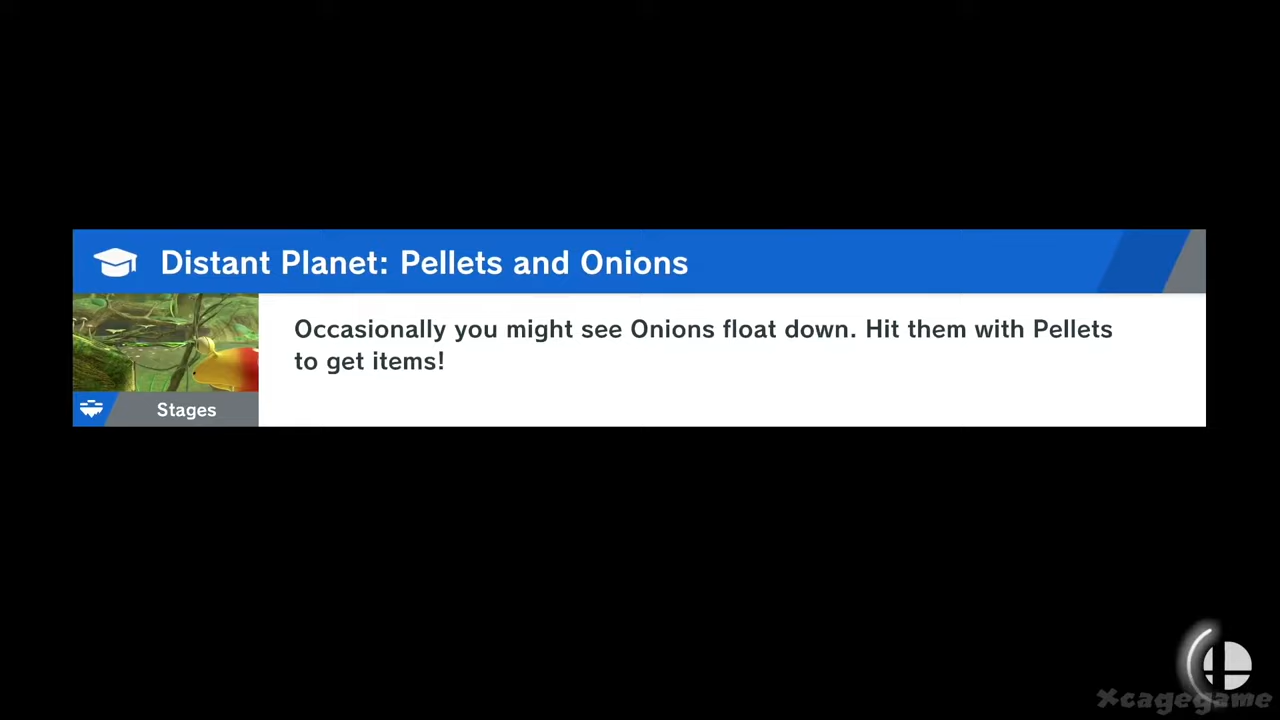 Distant Planet: Pellets and Onions
Occasionally you might see Onions float down. Hit them with Pellets
to get items!
Stages
Xcagegame